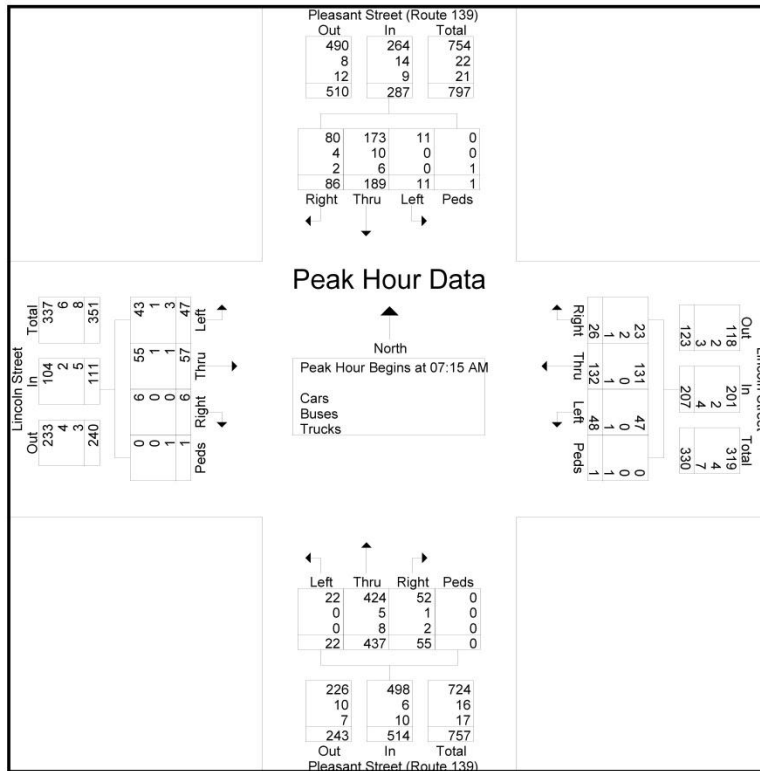 Pleasant Street (Route 139)
Out In Total
490 264 754
8 14 22
12 9 21
510 287 797
80 173 11 0
4 10 0 0
2 6 0 1
86 189 11 1
Right Thru Left Peds
Lincoln Street
Out In Total
233 104 337
4 2 6
3 5 8
240 111 351
0 6 55 43
0 0 1 1
1 0 1 3
1 6 57 47
Peds Right Thru Left
Peak Hour Data
North
Peak Hour Begins at 07:15 AM
Cars
Buses
Trucks
Lincoln Street
Out In Total
118 201 319
2 2 4
3 4 7
123 207 330
23 131 47 0
2 0 0 0
1 1 1 1
26 132 48 1
Right Thru Left Peds
Left Thru Right Peds
22 424 52 0
0 5 1 0
0 8 2 0
22 437 55 0
226 498 724
10 6 16
7 10 17
243 514 757
Out In Total
Pleasant Street (Route 139)